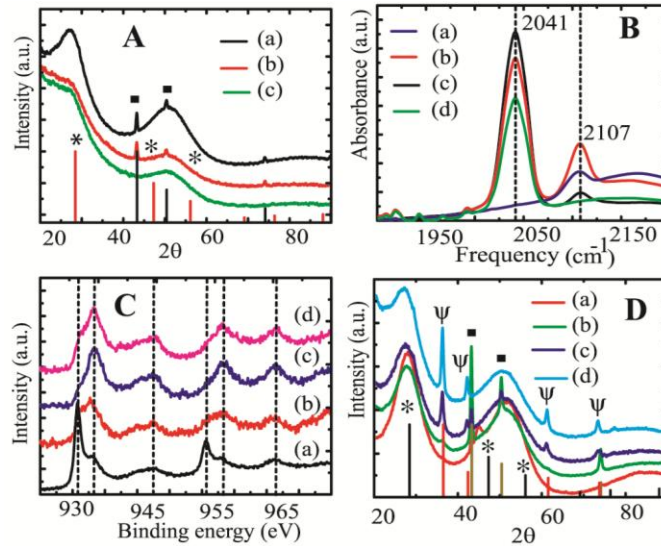 A
(a)
(b)
(c)
Intensity (a.u.)
■ ■
* * *
20 40 60 80
2θ
B
2041
2107
(a)
(b)
(c)
(d)
Absorbance (a.u.)
1950 2050 2150
Frequency (cm⁻¹)
C
(d)
(c)
(b)
(a)
Intensity (a.u.)
930 945 955 965
Binding energy (eV)
D
(a)
(b)
(c)
(d)
Intensity (a.u.)
ψ ψ ■ ■ ψ ψ
* * *
20 40 60 80
2θ